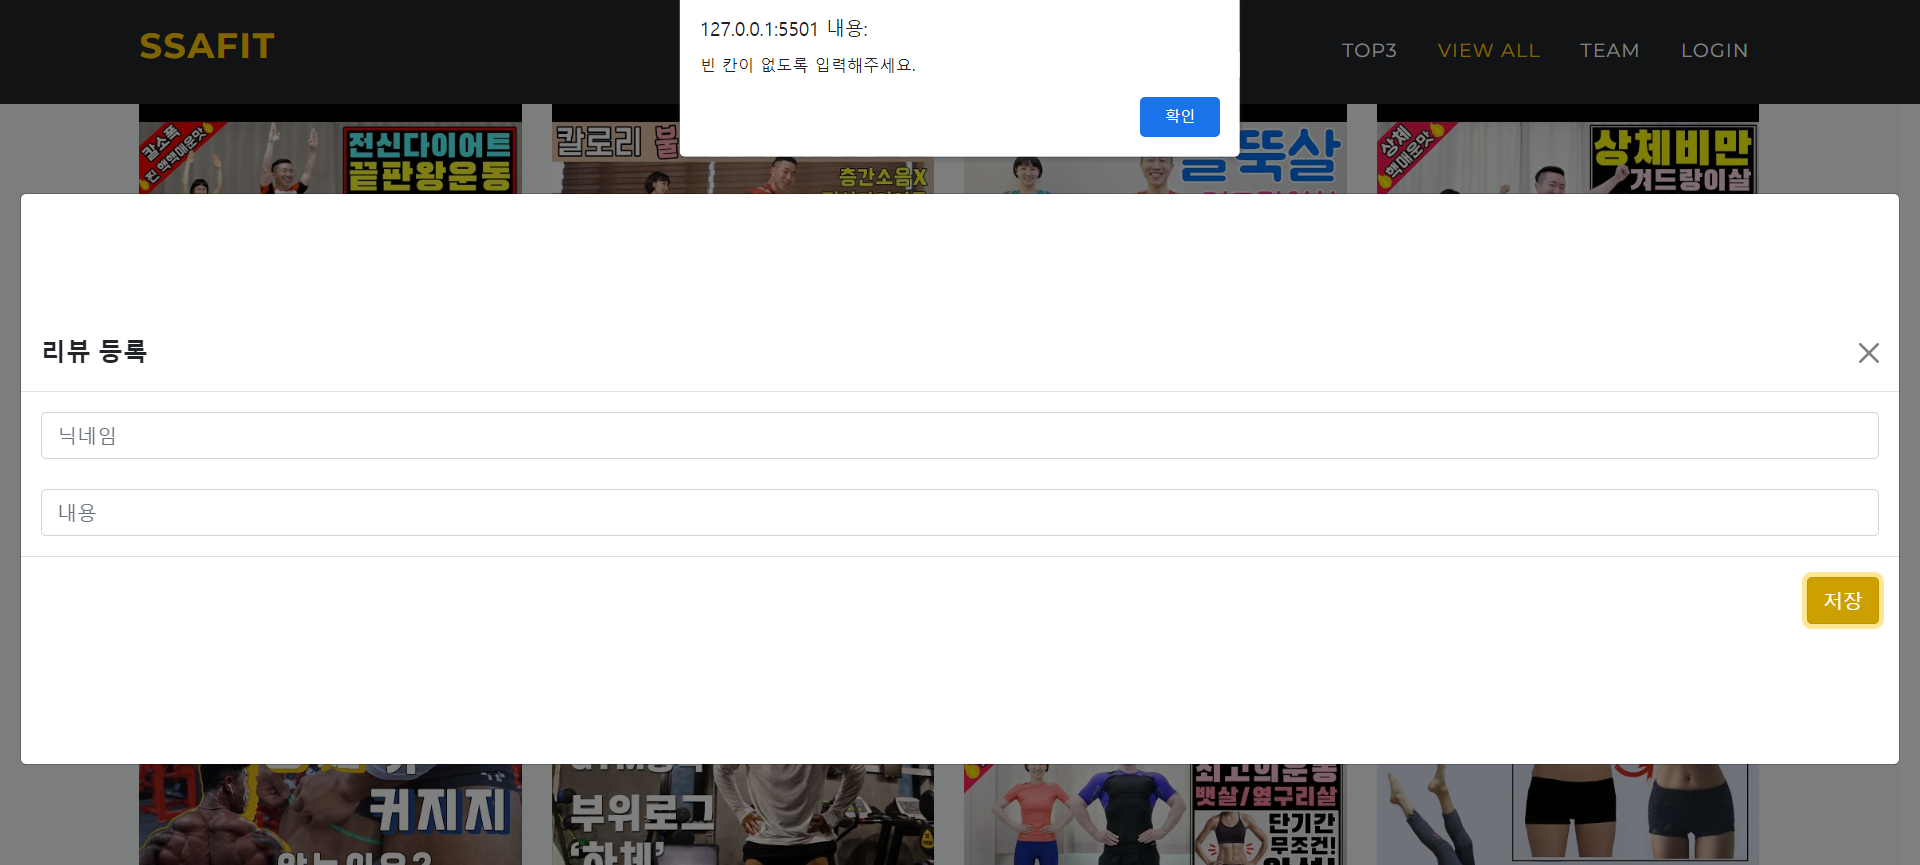 127.0.0.1:5501 내용:
빈 칸이 없도록 입력해주세요.
확인
SSAFIT
TOP3
VIEW ALL
TEAM
LOGIN
칼소폭
찐 핵핵매운맛
전신다이어트
끝판왕운동
칼로리 불
층간소음X
팔뚝살
상체
핵매운맛
상체비만
겨드랑이살
리뷰 등록
닉네임
내용
저장
커지지
부위로그
'하체'
최고의운동
뱃살/옆구리살
단기간
무조건!